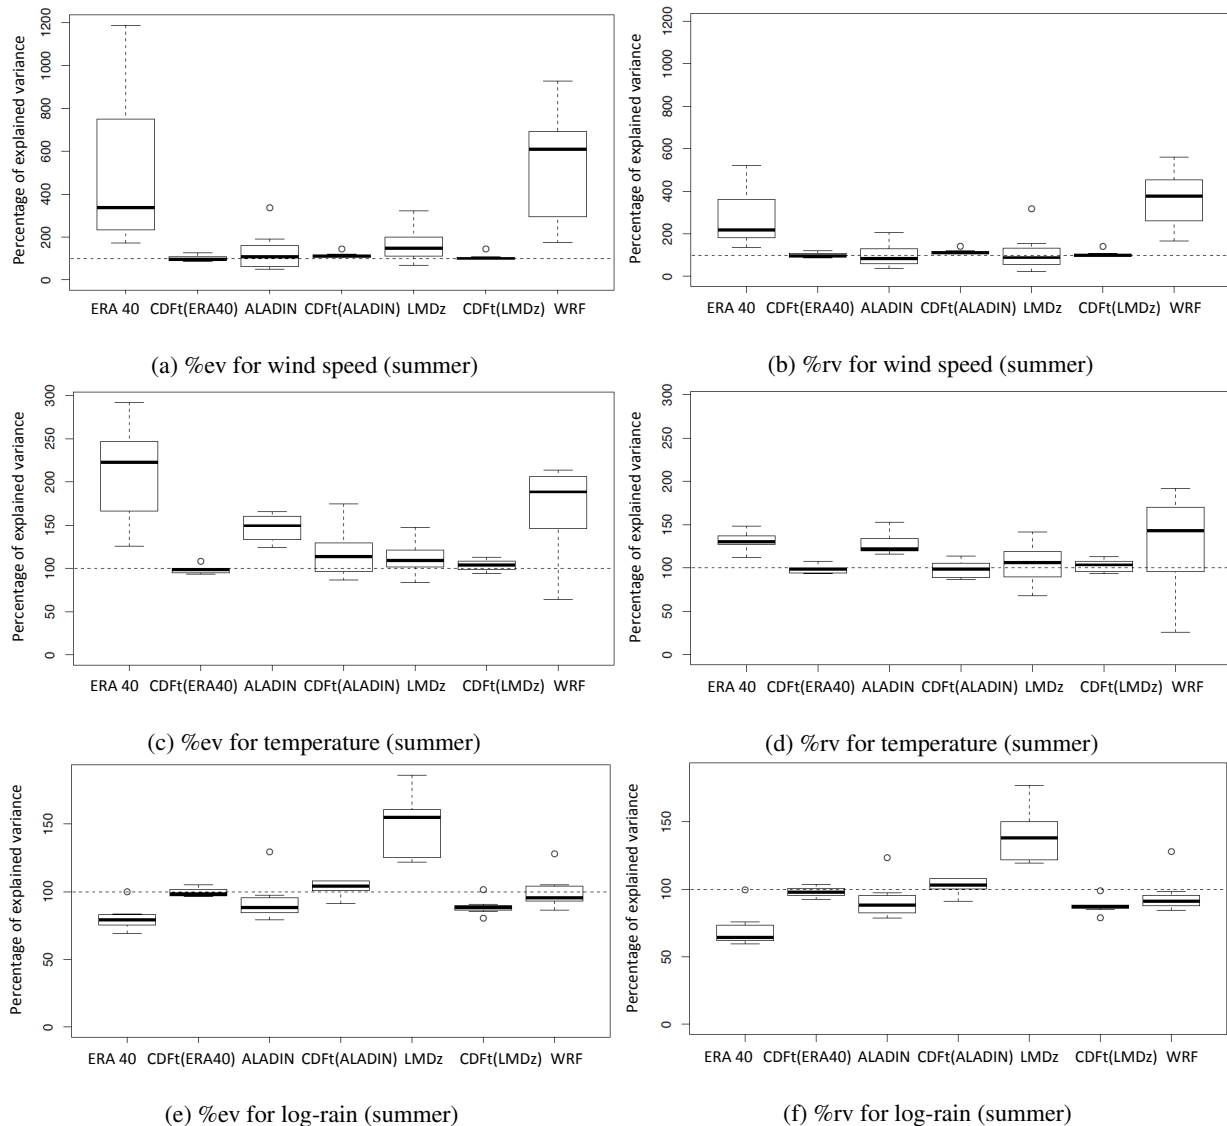 Percentage of explained variance
0 200 400 600 800 1000 1200
ERA 40 CDFt(ERA40) ALADIN CDFt(ALADIN) LMDz CDFt(LMDz) WRF
(a) %ev for wind speed (summer)
Percentage of explained variance
0 200 400 600 800 1000 1200
ERA 40 CDFt(ERA40) ALADIN CDFt(ALADIN) LMDz CDFt(LMDz) WRF
(b) %rv for wind speed (summer)
Percentage of explained variance
0 50 100 150 200 250 300
ERA 40 CDFt(ERA40) ALADIN CDFt(ALADIN) LMDz CDFt(LMDz) WRF
(c) %ev for temperature (summer)
Percentage of explained variance
0 50 100 150 200 250 300
ERA 40 CDFt(ERA40) ALADIN CDFt(ALADIN) LMDz CDFt(LMDz) WRF
(d) %rv for temperature (summer)
Percentage of explained variance
0 50 100 150
ERA 40 CDFt(ERA40) ALADIN CDFt(ALADIN) LMDz CDFt(LMDz) WRF
(e) %ev for log-rain (summer)
Percentage of explained variance
0 50 100 150
ERA 40 CDFt(ERA40) ALADIN CDFt(ALADIN) LMDz CDFt(LMDz) WRF
(f) %rv for log-rain (summer)